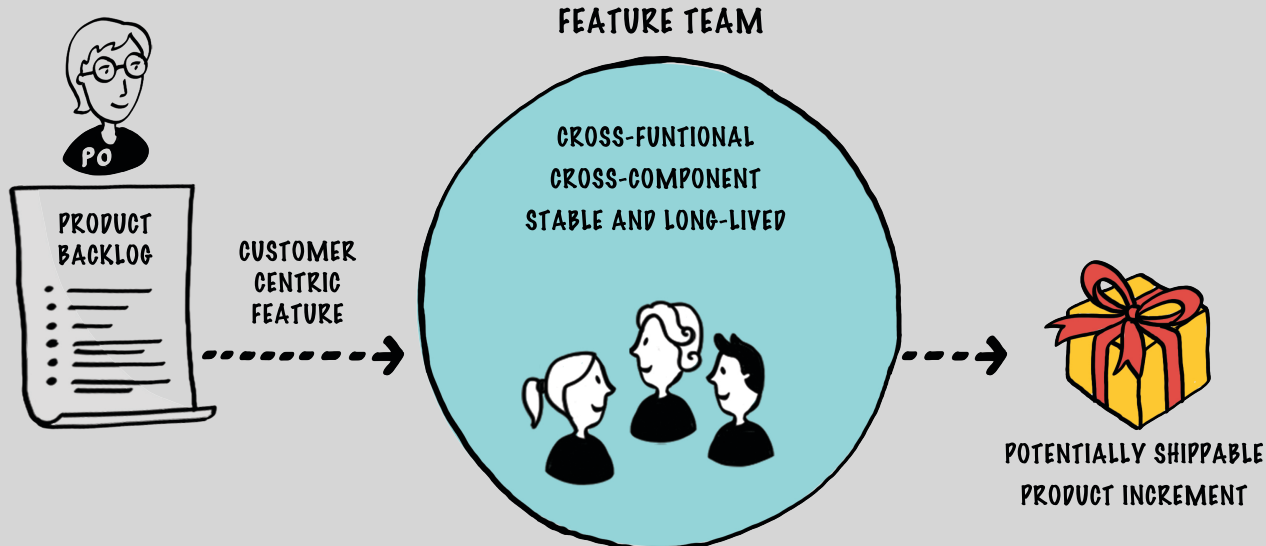 FEATURE TEAM
PO
PRODUCT
BACKLOG
CUSTOMER
CENTRIC
FEATURE
CROSS-FUNTIONAL
CROSS-COMPONENT
STABLE AND LONG-LIVED
POTENTIALLY SHIPPABLE
PRODUCT INCREMENT